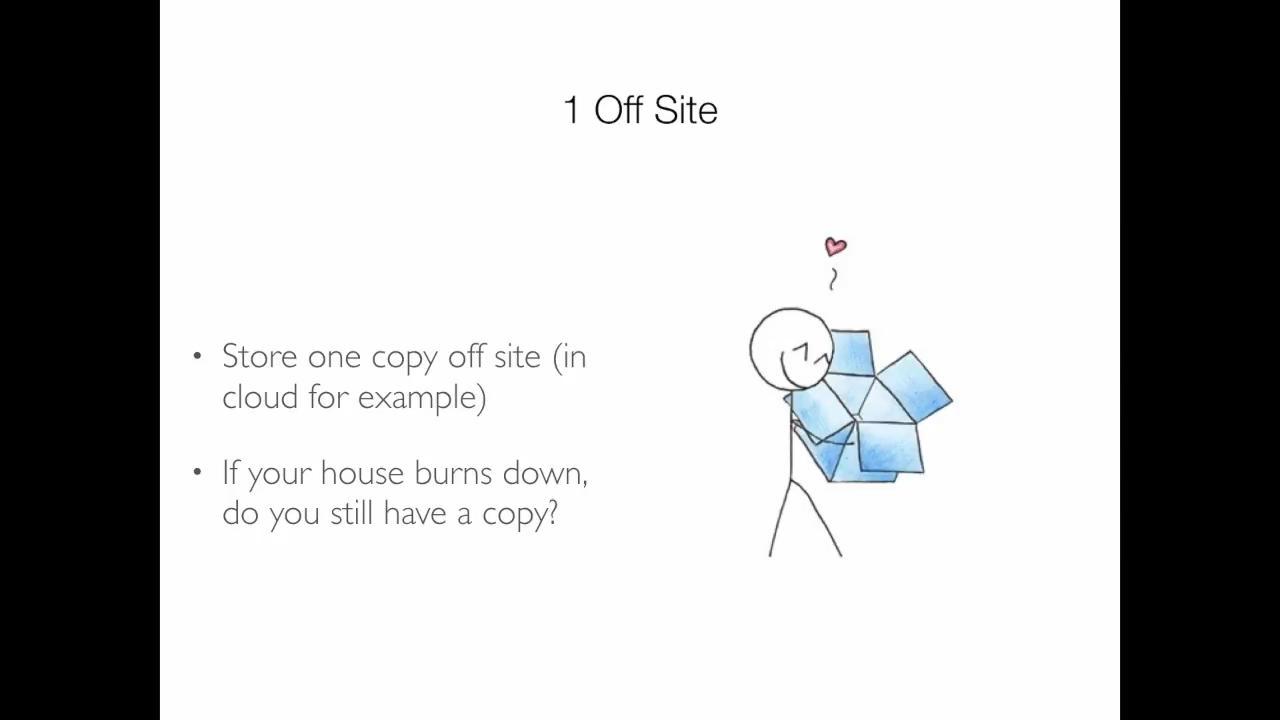 1 Off Site
• Store one copy off site (in
cloud for example)
• If your house burns down,
do you still have a copy?